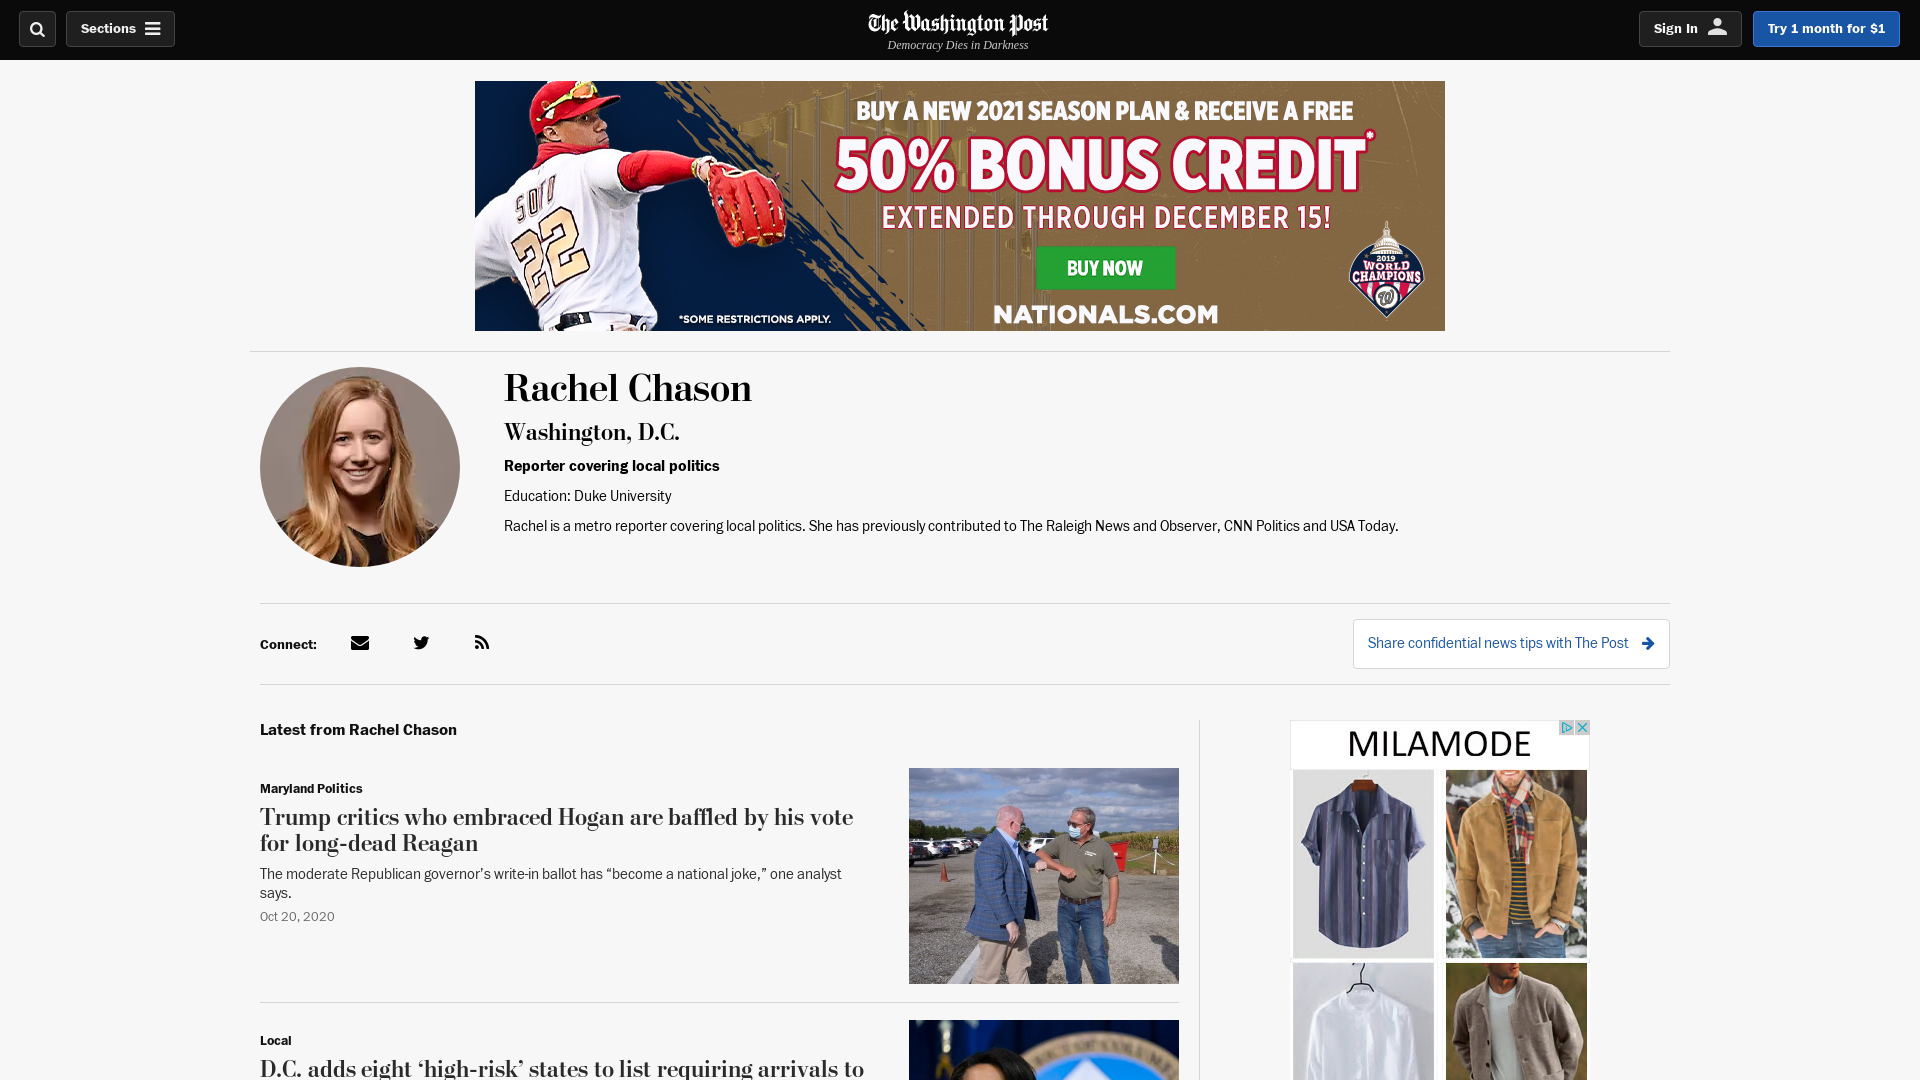 Sections
The Washington Post
Democracy Dies in Darkness
Sign In
Try 1 month for $1
BUY A NEW 2021 SEASON PLAN & RECEIVE A FREE
50% BONUS CREDIT*
EXTENDED THROUGH DECEMBER 15!
BUY NOW
NATIONALS.COM
*SOME RESTRICTIONS APPLY.
SOTO
22
2019
WORLD
CHAMPIONS
W
Rachel Chason
Washington, D.C.
Reporter covering local politics
Education: Duke University
Rachel is a metro reporter covering local politics. She has previously contributed to The Raleigh News and Observer, CNN Politics and USA Today.
Connect:
Share confidential news tips with The Post
Latest from Rachel Chason
Maryland Politics
Trump critics who embraced Hogan are baffled by his vote
for long-dead Reagan
The moderate Republican governor’s write-in ballot has “become a national joke,” one analyst
says.
Oct 20, 2020
Local
D.C. adds eight ‘high-risk’ states to list requiring arrivals to
MILAMODE